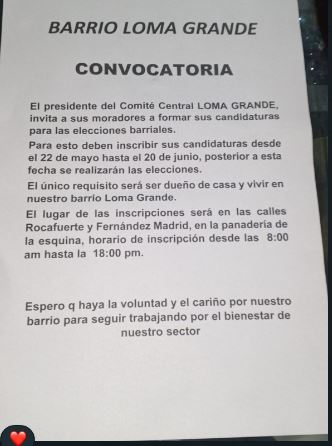 BARRIO LOMA GRANDE
CONVOCATORIA
El presidente del Comité Central LOMA GRANDE,
invita a sus moradores a formar sus candidaturas
para las elecciones barriales.
Para esto deben inscribir sus candidaturas desde
el 22 de mayo hasta el 20 de junio, posterior a esta
fecha se realizarán las elecciones.
El único requisito será ser dueño de casa y vivir en
nuestro barrio Loma Grande.
El lugar de las inscripciones será en las calles
Rocafuerte y Fernández Madrid, en la panadería de
la esquina, horario de inscripción desde las 8:00
am hasta la 18:00 pm.
Espero q haya la voluntad y el cariño por nuestro
barrio para seguir trabajando por el bienestar de
nuestro sector